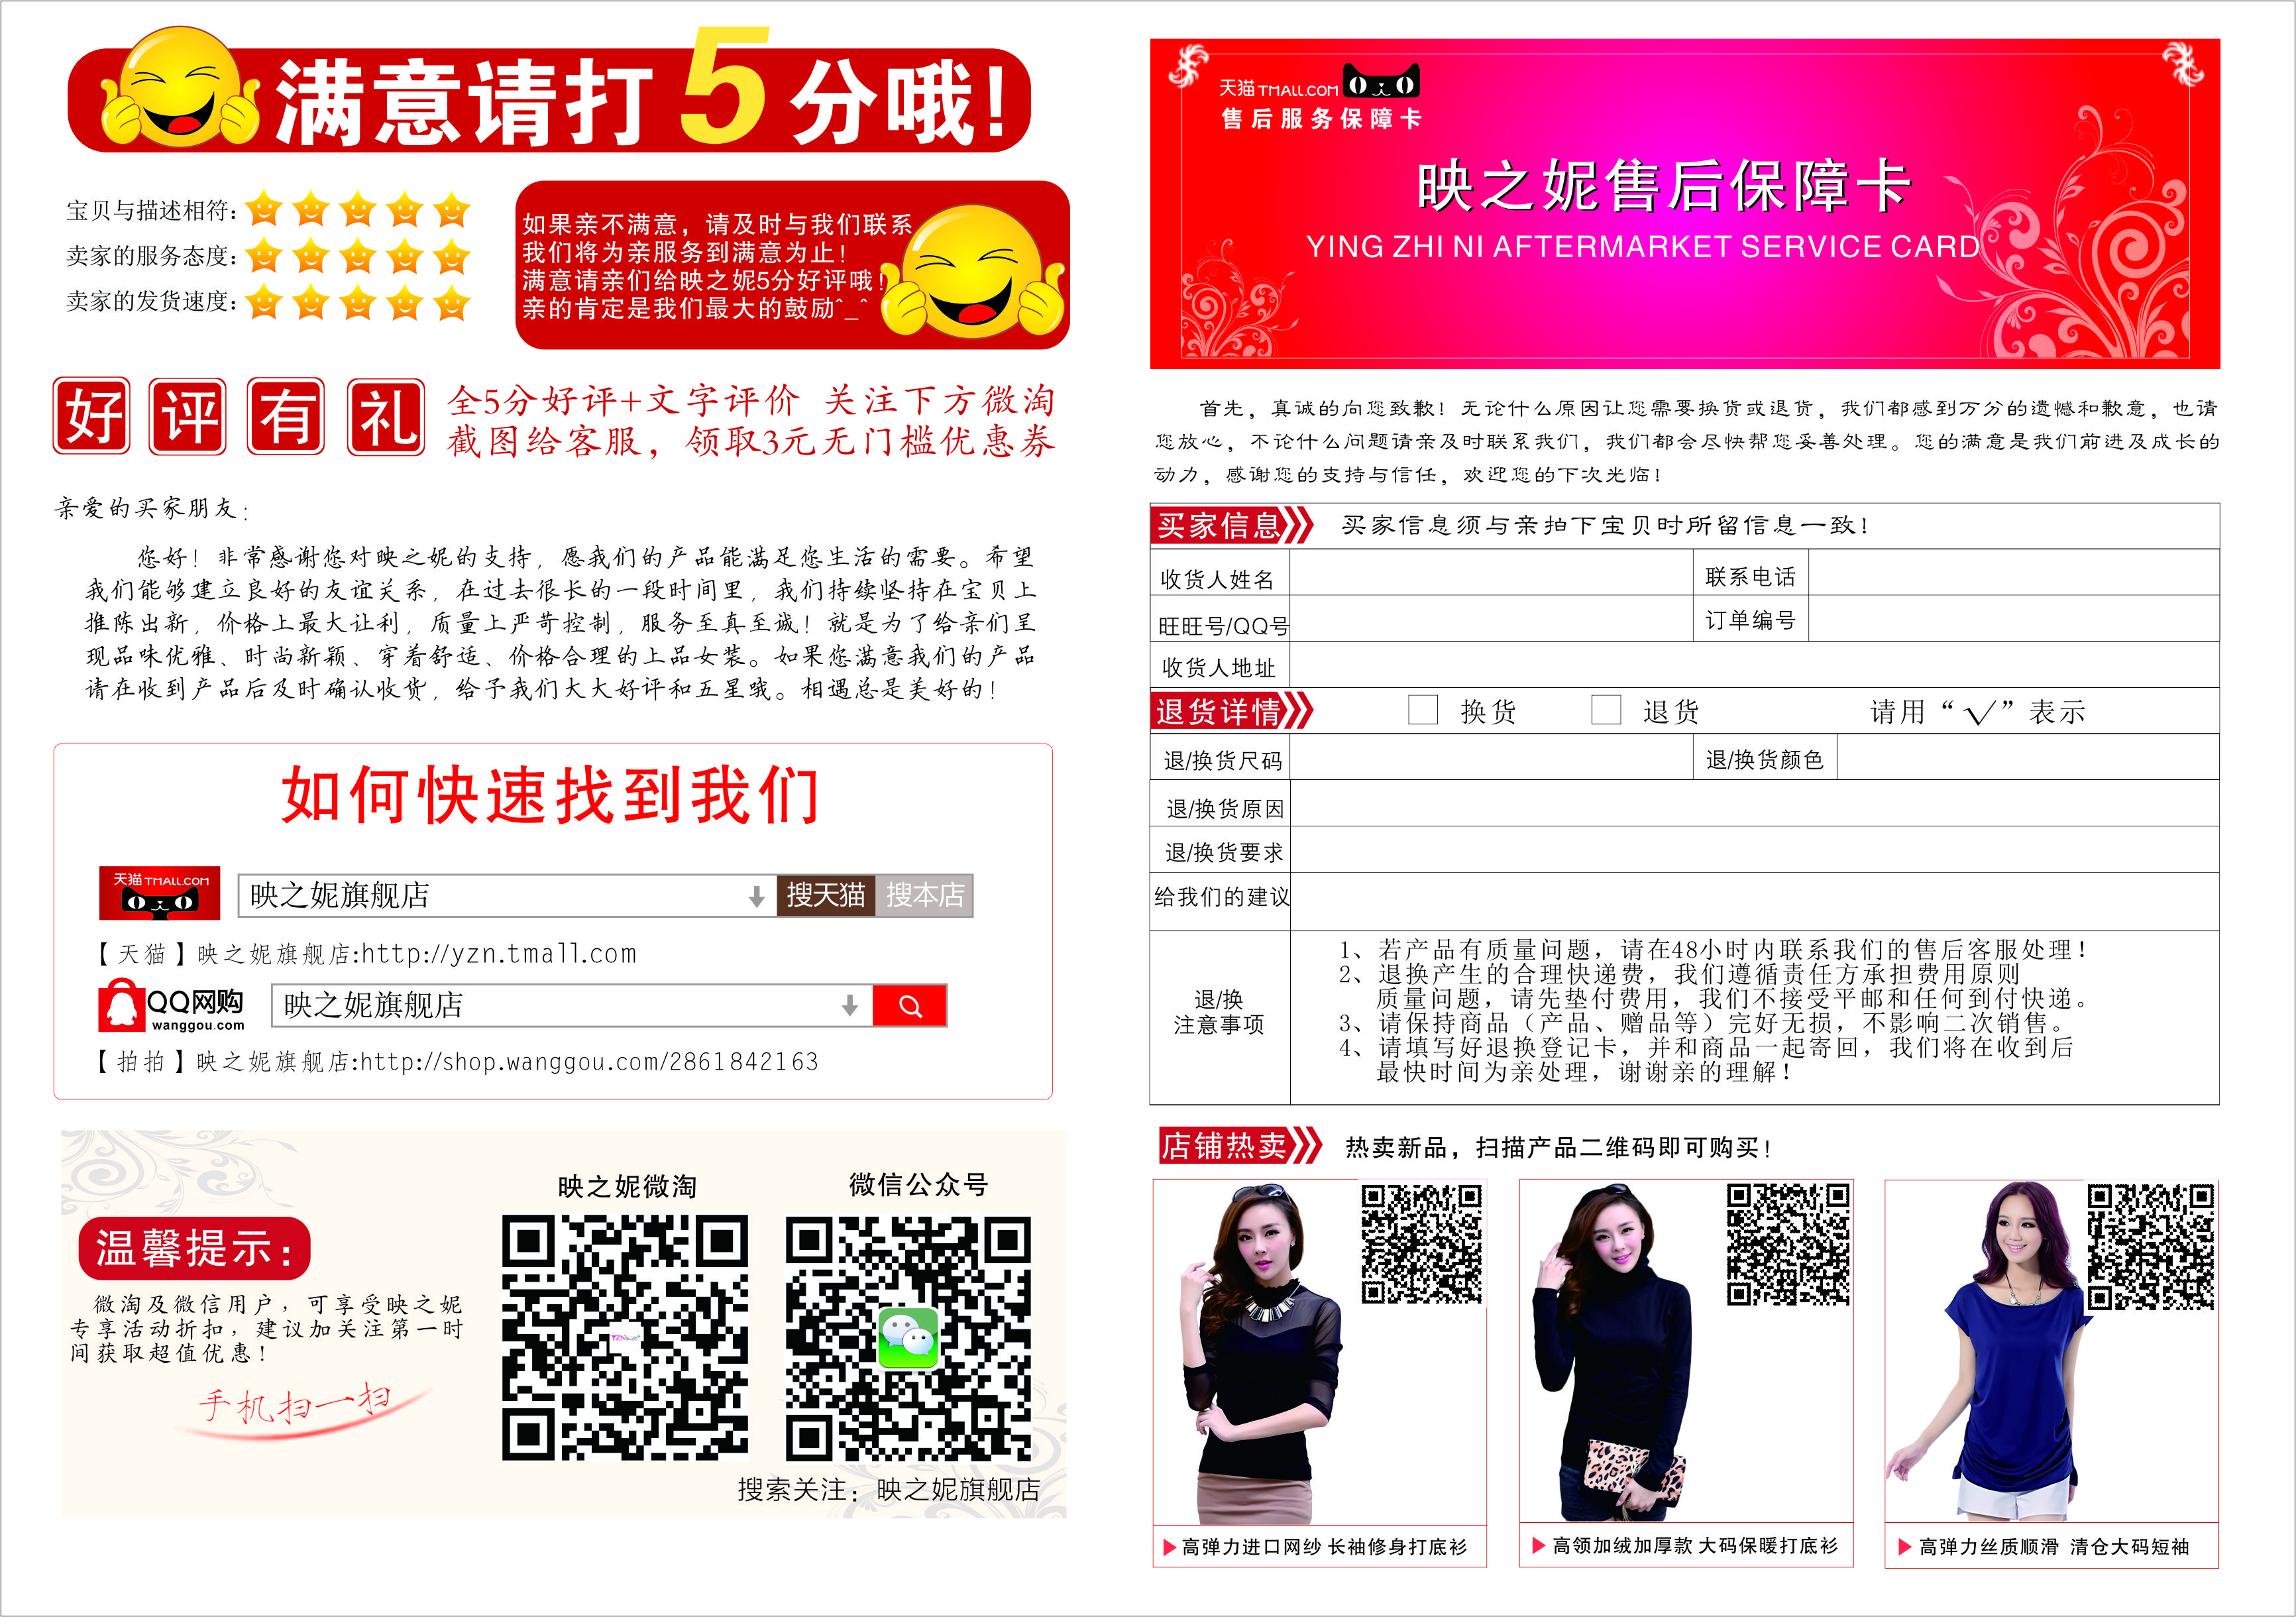 满意请打5分哦!
宝贝与描述相符:
卖家的服务态度:
卖家的发货速度:
如果亲不满意，请及时与我们联系
我们将为亲服务到满意为止!
满意请亲们给映之妮5分好评哦!
亲的肯定是我们最大的鼓励^_^
好评有礼
全5分好评+文字评价 关注下方微淘
截图给客服，领取3元无门槛优惠券
亲爱的买家朋友:
您好! 非常感谢您对映之妮的支持，愿我们的产品能满足您生活的需要。希望
我们能够建立良好的友谊关系，在过去很长的一段时间里，我们持续坚持在宝贝上
推陈出新，价格上最大让利，质量上严苛控制，服务至真至诚! 就是为了给亲们呈
现品味优雅、时尚新颖、穿着舒适、价格合理的上品女装。如果您满意我们的产品
请在收到产品后及时确认收货，给予我们大大好评和五星哦。相遇总是美好的!
如何快速找到我们
天猫TMALL.COM
映之妮旗舰店
搜天猫
搜本店
【天猫】映之妮旗舰店:http://yzn.tmall.com
QQ网购
wanggou.com
映之妮旗舰店
【拍拍】映之妮旗舰店:http://shop.wanggou.com/2861842163
温馨提示:
微淘及微信用户，可享受映之妮
专享活动折扣，建议加关注第一时
间获取超值优惠!
手机扫一扫
映之妮微淘
微信公众号
搜索关注：映之妮旗舰店
天猫TMALL.COM
售后服务保障卡
映之妮售后保障卡
YING ZHI NI AFTERMARKET SERVICE CARD
首先，真诚的向您致歉! 无论什么原因让您需要换货或退货，我们都感到万分的遗憾和歉意，也请
您放心，不论什么问题请亲及时联系我们，我们都会尽快帮您妥善处理。您的满意是我们前进及成长的
动力，感谢您的支持与信任，欢迎您的下次光临!
买家信息 买家信息须与亲拍下宝贝时所留信息一致!
收货人姓名 联系电话
旺旺号/QQ号 订单编号
收货人地址
退货详情 换货 退货 请用“√”表示
退/换货尺码 退/换货颜色
退/换货原因
退/换货要求
给我们的建议
退/换
注意事项
1、若产品有质量问题，请在48小时内联系我们的售后客服处理!
2、退换产生的合理快递费，我们遵循责任方承担费用原则
质量问题，请先垫付费用，我们不接受平邮和任何到付快递。
3、请保持商品（产品、赠品等）完好无损，不影响二次销售。
4、请填写好退换登记卡，并和商品一起寄回，我们将在收到后
最快时间为亲处理，谢谢亲的理解!
店铺热卖 热卖新品，扫描产品二维码即可购买!
高弹力进口网纱 长袖修身打底衫
高领加绒加厚款 大码保暖打底衫
高弹力丝质顺滑 清仓大码短袖